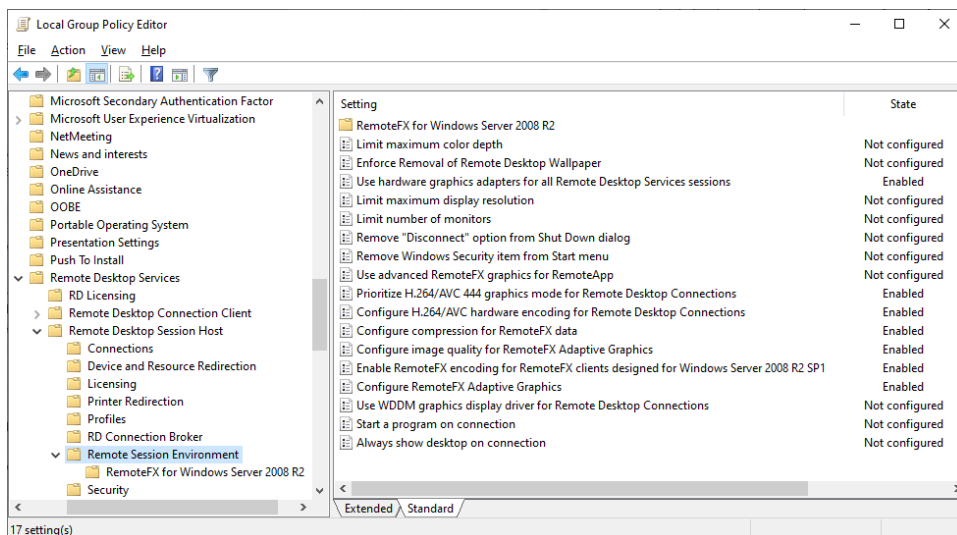 Local Group Policy Editor
File Action View Help
Microsoft Secondary Authentication Factor
Microsoft User Experience Virtualization
NetMeeting
News and interests
OneDrive
Online Assistance
OOBE
Portable Operating System
Presentation Settings
Push To Install
Remote Desktop Services
RD Licensing
Remote Desktop Connection Client
Remote Desktop Session Host
Connections
Device and Resource Redirection
Licensing
Printer Redirection
Profiles
RD Connection Broker
Remote Session Environment
RemoteFX for Windows Server 2008 R2
Security
Setting State
RemoteFX for Windows Server 2008 R2
Limit maximum color depth Not configured
Enforce Removal of Remote Desktop Wallpaper Not configured
Use hardware graphics adapters for all Remote Desktop Services sessions Enabled
Limit maximum display resolution Not configured
Limit number of monitors Not configured
Remove "Disconnect" option from Shut Down dialog Not configured
Remove Windows Security item from Start menu Not configured
Use advanced RemoteFX graphics for RemoteApp Not configured
Prioritize H.264/AVC 444 graphics mode for Remote Desktop Connections Enabled
Configure H.264/AVC hardware encoding for Remote Desktop Connections Enabled
Configure compression for RemoteFX data Enabled
Configure image quality for RemoteFX Adaptive Graphics Enabled
Enable RemoteFX encoding for RemoteFX clients designed for Windows Server 2008 R2 SP1 Enabled
Configure RemoteFX Adaptive Graphics Enabled
Use WDDM graphics display driver for Remote Desktop Connections Not configured
Start a program on connection Not configured
Always show desktop on connection Not configured
Extended Standard
17 setting(s)